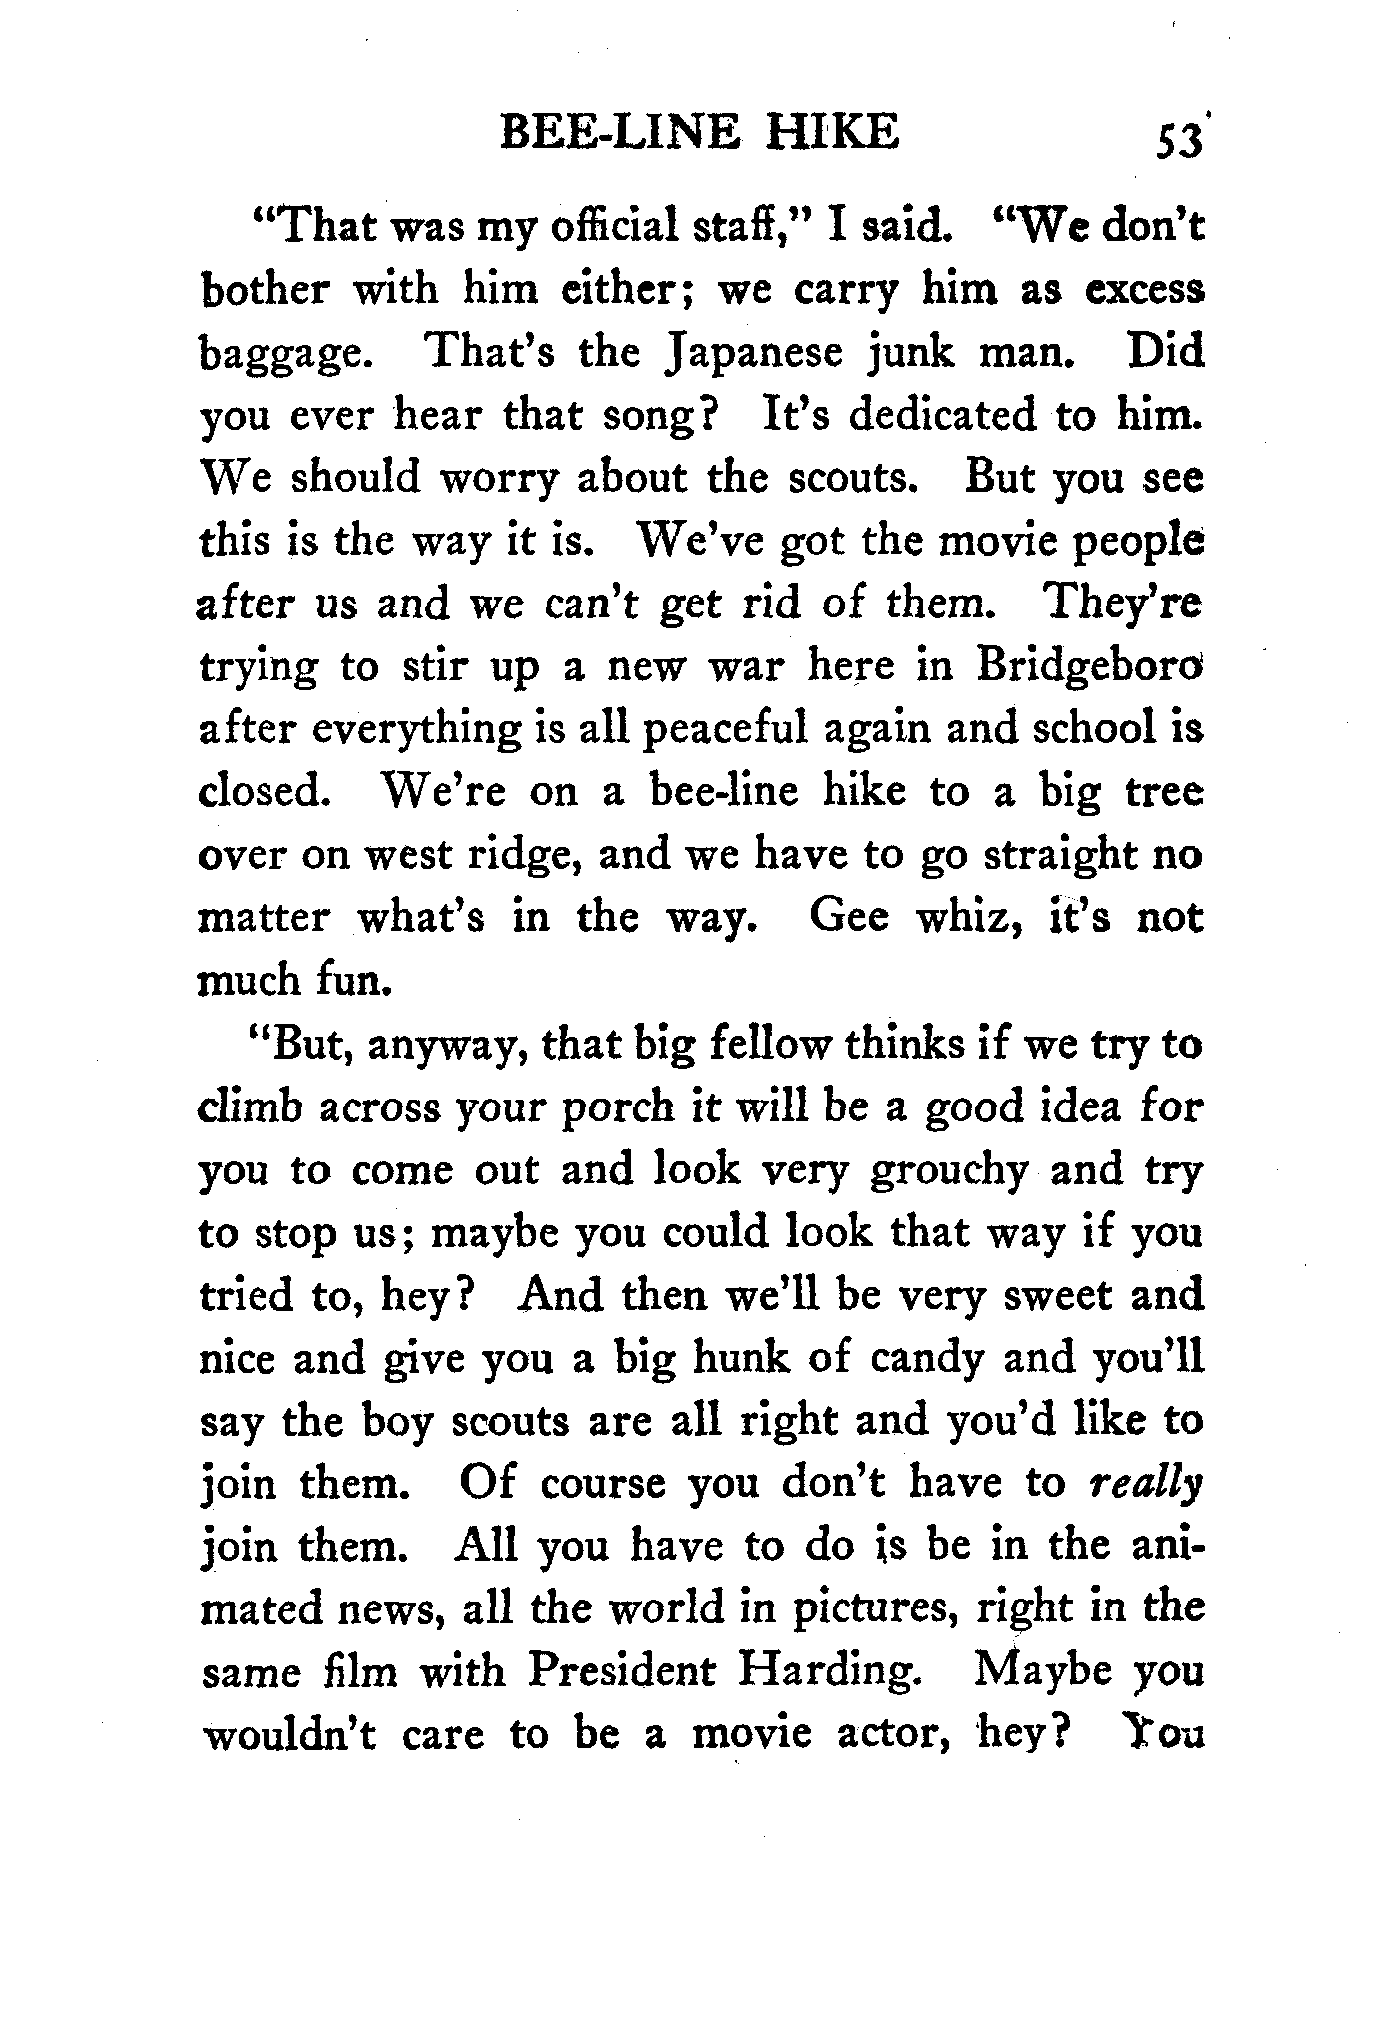 BEE-LINE HIKE 53
“That was my official staff,” I said. “We don’t
bother with him either; we carry him as excess
baggage. That’s the Japanese junk man. Did
you ever hear that song? It’s dedicated to him.
We should worry about the scouts. But you see
this is the way it is. We’ve got the movie people
after us and we can’t get rid of them. They’re
trying to stir up a new war here in Bridgeboro
after everything is all peaceful again and school is
closed. We’re on a bee-line hike to a big tree
over on west ridge, and we have to go straight no
matter what’s in the way. Gee whiz, it’s not
much fun.
“But, anyway, that big fellow thinks if we try to
climb across your porch it will be a good idea for
you to come out and look very grouchy and try
to stop us; maybe you could look that way if you
tried to, hey? And then we’ll be very sweet and
nice and give you a big hunk of candy and you’ll
say the boy scouts are all right and you’d like to
join them. Of course you don’t have to really
join them. All you have to do is be in the ani-
mated news, all the world in pictures, right in the
same film with President Harding. Maybe you
wouldn’t care to be a movie actor, hey? You